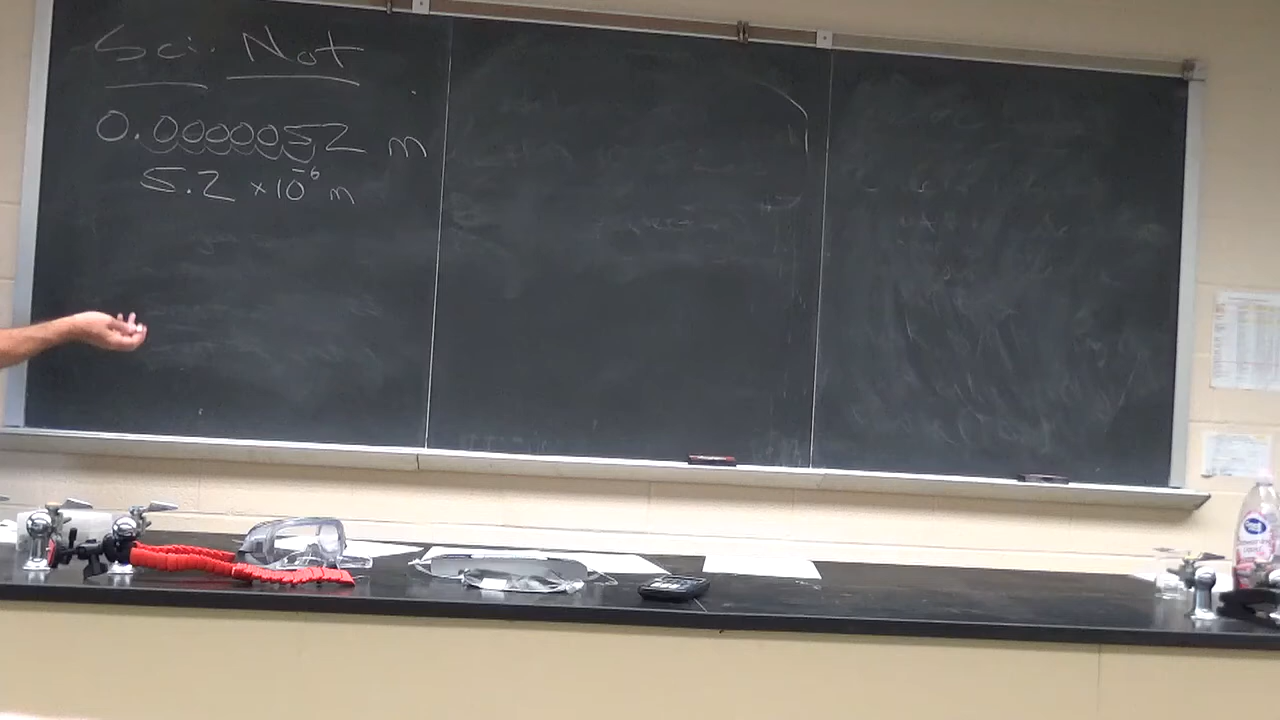 Sci. Not
0.0000052 m
5.2 ×10⁻⁶ m